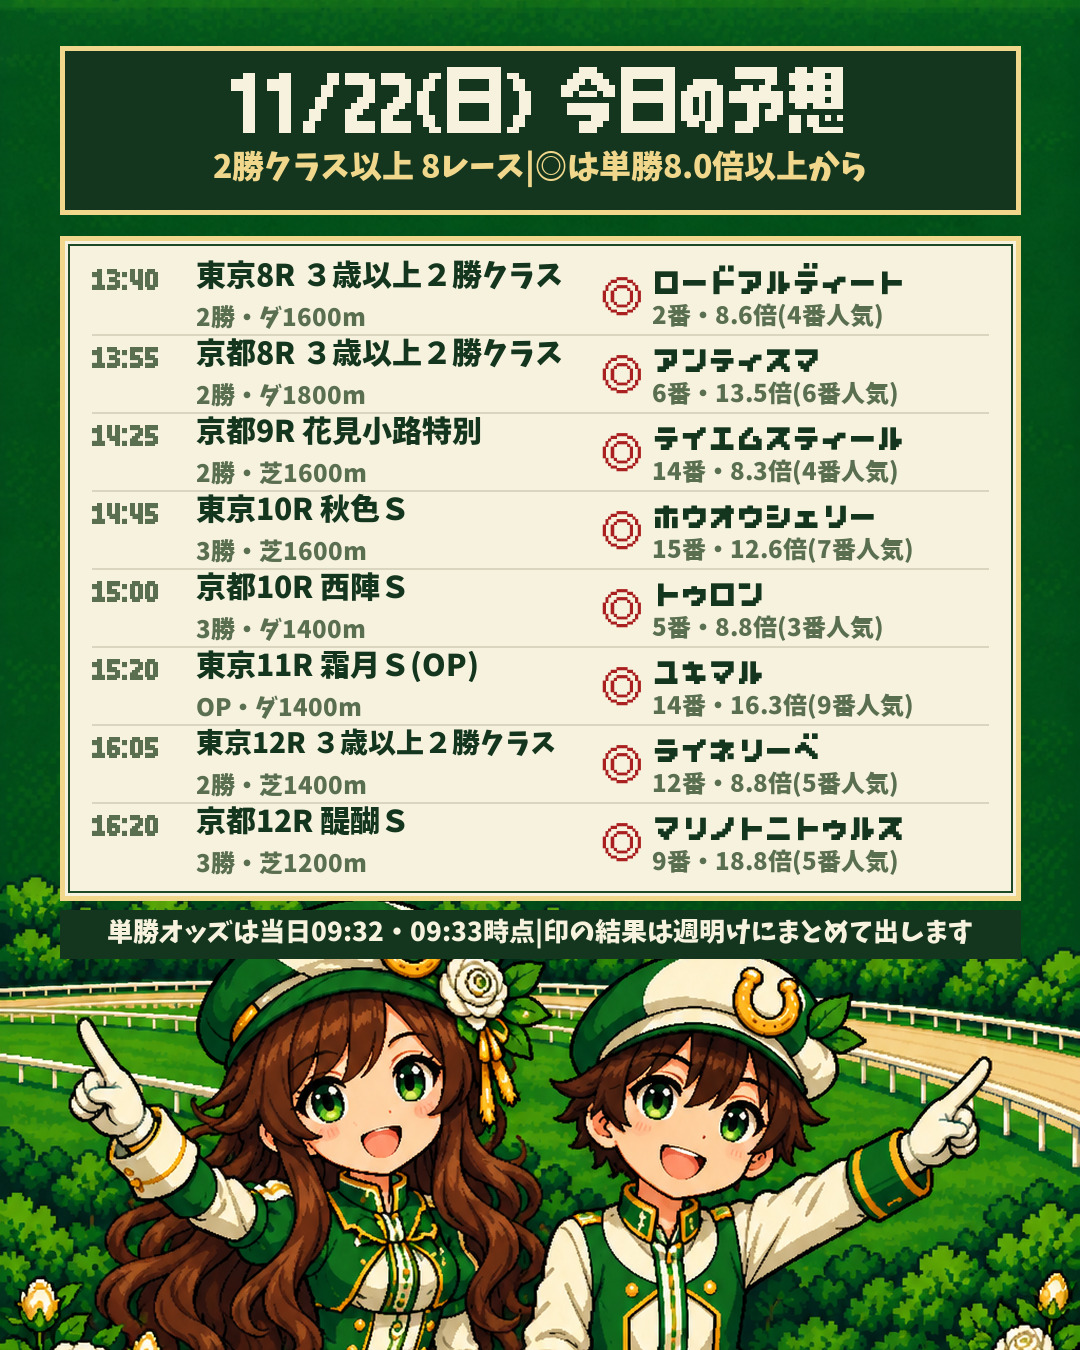 11/22(日) 今日の予想
2勝クラス以上 8レース|◎は単勝8.0倍以上から
13:40 東京8R 3歳以上2勝クラス ◎ ロードアルディート
2勝・ダ1600m 2番・8.6倍(4番人気)
13:55 京都8R 3歳以上2勝クラス ◎ アンティスマ
2勝・ダ1800m 6番・13.5倍(6番人気)
14:25 京都9R 花見小路特別 ◎ テイエムスティール
2勝・芝1600m 14番・8.3倍(4番人気)
14:45 東京10R 秋色S ◎ ホウオウシェリー
3勝・芝1600m 15番・12.6倍(7番人気)
15:00 京都10R 西陣S ◎ トゥロン
3勝・ダ1400m 5番・8.8倍(3番人気)
15:20 東京11R 霜月S(OP) ◎ ユキマル
OP・ダ1400m 14番・16.3倍(9番人気)
16:05 東京12R 3歳以上2勝クラス ◎ ライネリーベ
2勝・芝1400m 12番・8.8倍(5番人気)
16:20 京都12R 醍醐S ◎ マリノトニトゥルス
3勝・芝1200m 9番・18.8倍(5番人気)
単勝オッズは当日09:32・09:33時点|印の結果は週明けにまとめて出します